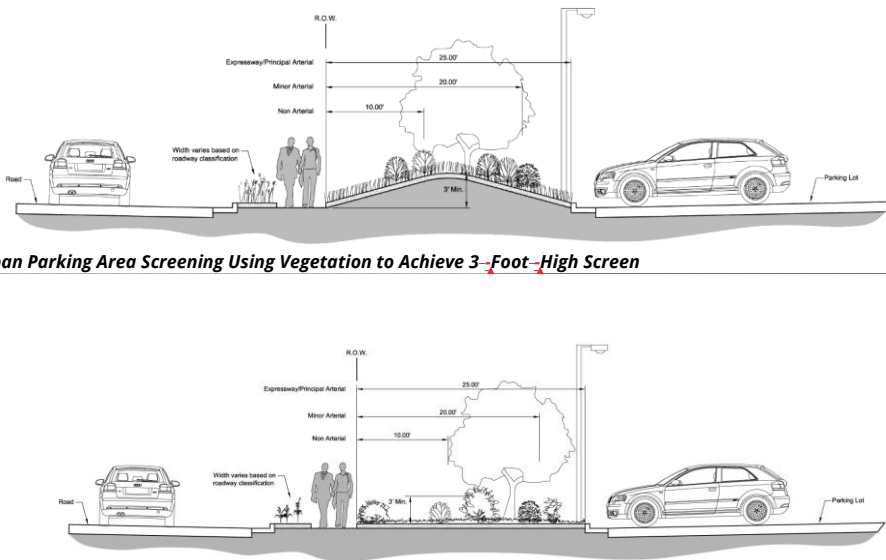 R.O.W.
25.00'
Expressway/Principal Arterial
Minor Arterial
20.00'
Non Arterial
10.00'
Width varies based on
roadway classification
Road
3' Min.
Parking Lot
Parking Area Screening Using Vegetation to Achieve 3--Foot--High Screen
R.O.W.
25.00'
Expressway/Principal Arterial
Minor Arterial
20.00'
Non Arterial
10.00'
Width varies based on
roadway classification
Road
3' Min.
Parking Lot